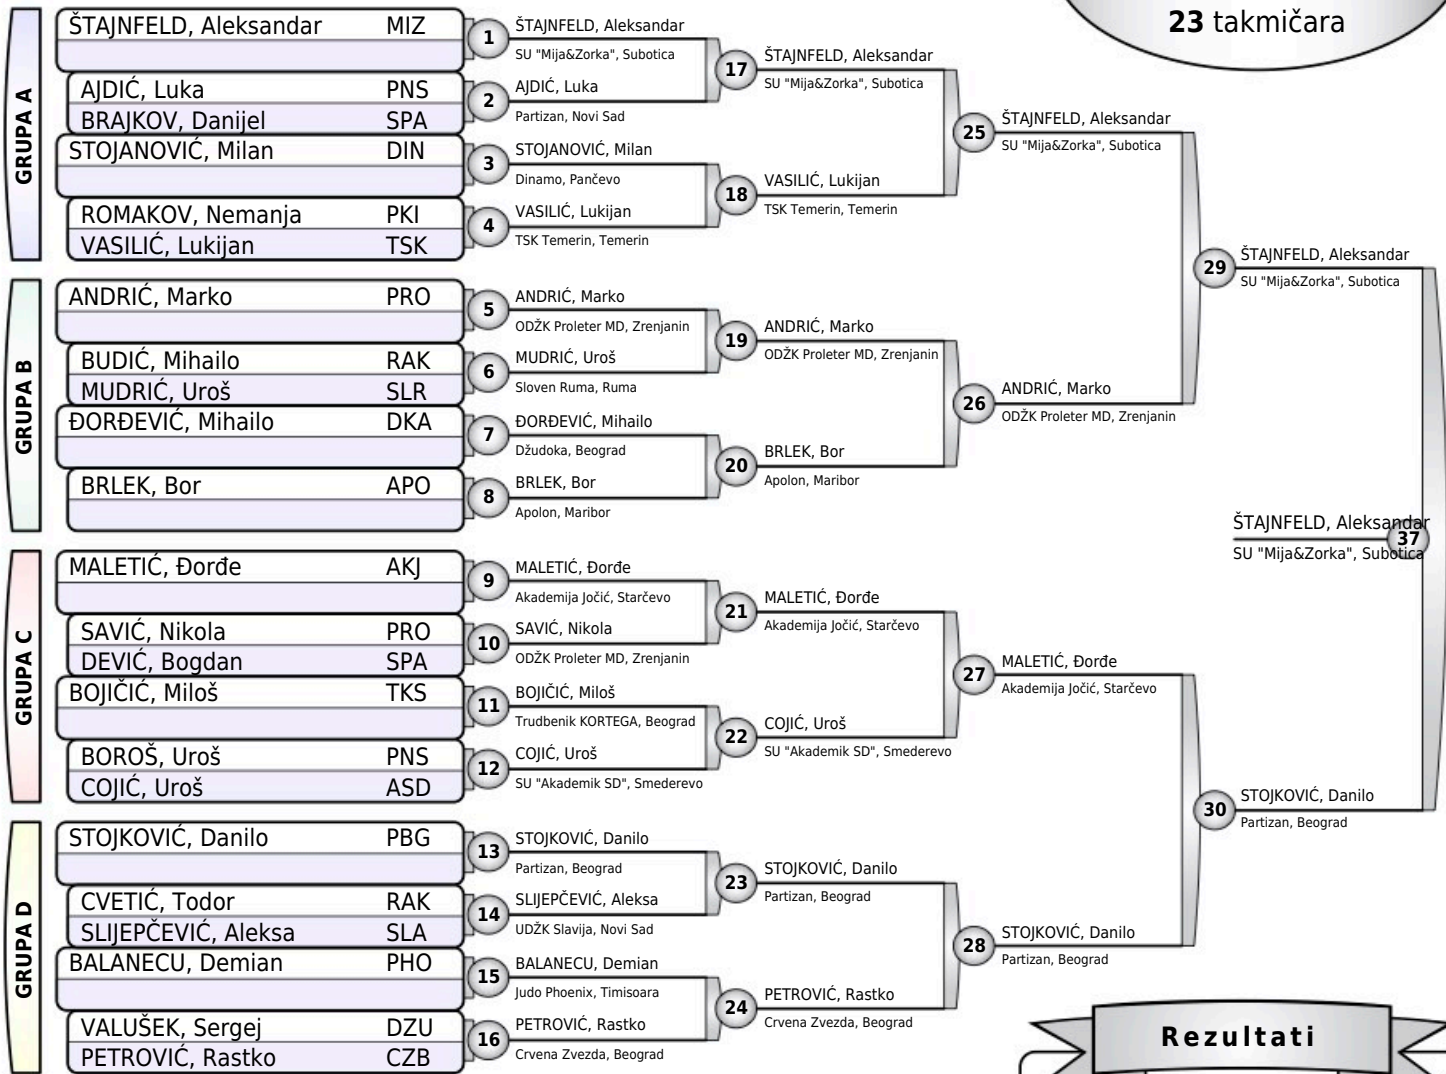 23 takmičara
GRUPA A
ŠTAJNFELD, Aleksandar MIZ
AJDIĆ, Luka PNS
BRAJKOV, Danijel SPA
STOJANOVIĆ, Milan DIN
ROMAKOV, Nemanja PKI
VASILIĆ, Lukijan TSK
GRUPA B
ANDRIĆ, Marko PRO
BUDIĆ, Mihailo RAK
MUDRIĆ, Uroš SLR
ĐORĐEVIĆ, Mihailo DKA
BRLEK, Bor APO
GRUPA C
MALETIĆ, Đorđe AKJ
SAVIĆ, Nikola PRO
DEVIĆ, Bogdan SPA
BOJIČIĆ, Miloš TKS
BOROŠ, Uroš PNS
COJIĆ, Uroš ASD
GRUPA D
STOJKOVIĆ, Danilo PBG
CVETIĆ, Todor RAK
SLIJEPČEVIĆ, Aleksa SLA
BALANECU, Demian PHO
VALUŠEK, Sergej DZU
PETROVIĆ, Rastko CZB
1
ŠTAJNFELD, Aleksandar
SU "Mija&Zorka", Subotica
2
AJDIĆ, Luka
Partizan, Novi Sad
3
STOJANOVIĆ, Milan
Dinamo, Pančevo
4
VASILIĆ, Lukijan
TSK Temerin, Temerin
5
ANDRIĆ, Marko
ODŽK Proleter MD, Zrenjanin
6
MUDRIĆ, Uroš
Sloven Ruma, Ruma
7
ĐORĐEVIĆ, Mihailo
Džudoka, Beograd
8
BRLEK, Bor
Apolon, Maribor
9
MALETIĆ, Đorđe
Akademija Jočić, Starčevo
10
SAVIĆ, Nikola
ODŽK Proleter MD, Zrenjanin
11
BOJIČIĆ, Miloš
Trudbenik KORTEGA, Beograd
12
COJIĆ, Uroš
SU "Akademik SD", Smederevo
13
STOJKOVIĆ, Danilo
Partizan, Beograd
14
SLIJEPČEVIĆ, Aleksa
UDŽK Slavija, Novi Sad
15
BALANECU, Demian
Judo Phoenix, Timisoara
16
PETROVIĆ, Rastko
Crvena Zvezda, Beograd
17
ŠTAJNFELD, Aleksandar
SU "Mija&Zorka", Subotica
18
VASILIĆ, Lukijan
TSK Temerin, Temerin
19
ANDRIĆ, Marko
ODŽK Proleter MD, Zrenjanin
20
BRLEK, Bor
Apolon, Maribor
21
MALETIĆ, Đorđe
Akademija Jočić, Starčevo
22
COJIĆ, Uroš
SU "Akademik SD", Smederevo
23
STOJKOVIĆ, Danilo
Partizan, Beograd
24
PETROVIĆ, Rastko
Crvena Zvezda, Beograd
25
ŠTAJNFELD, Aleksandar
SU "Mija&Zorka", Subotica
26
ANDRIĆ, Marko
ODŽK Proleter MD, Zrenjanin
27
MALETIĆ, Đorđe
Akademija Jočić, Starčevo
28
STOJKOVIĆ, Danilo
Partizan, Beograd
29
ŠTAJNFELD, Aleksandar
SU "Mija&Zorka", Subotica
30
STOJKOVIĆ, Danilo
Partizan, Beograd
ŠTAJNFELD, Aleksandar
37
SU "Mija&Zorka", Subotica
Rezultati